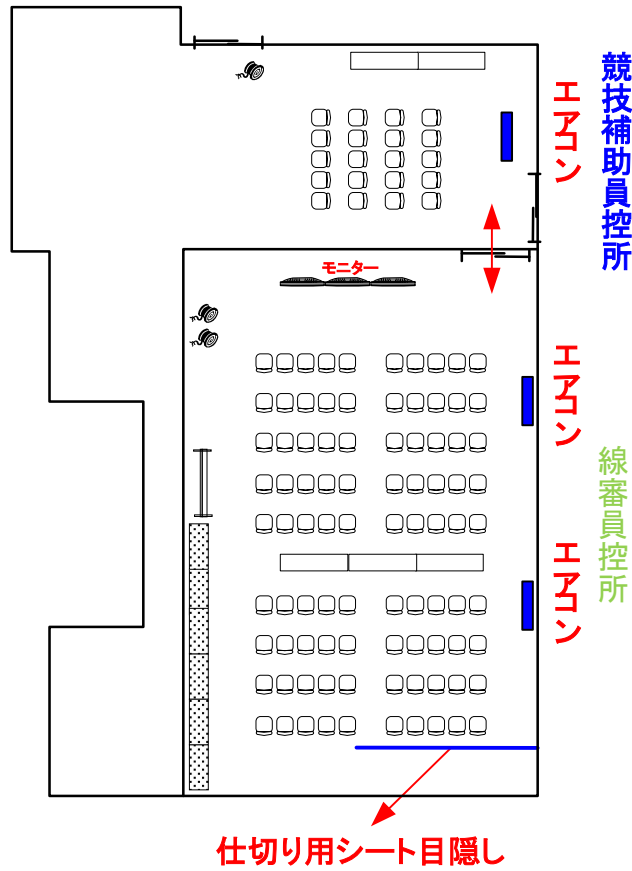 エアコン
競技補助員控所
モニター
エアコン
線審員控所
エアコン
仕切り用シート目隠し